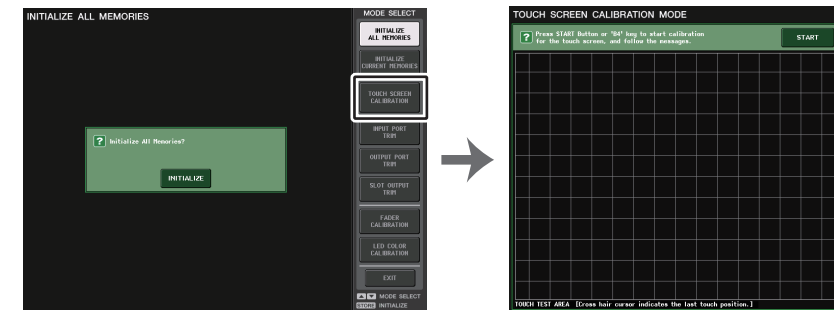 INITIALIZE ALL MEMORIES
? Initialize All Memories?
INITIALIZE
MODE SELECT
INITIALIZE
ALL MEMORIES
INITIALIZE
CURRENT MEMORIES
TOUCH SCREEN
CALIBRATION
INPUT PORT
TRIM
OUTPUT PORT
TRIM
SLOT OUTPUT
TRIM
FADER
CALIBRATION
LED COLOR
CALIBRATION
EXIT
MODE SELECT
STORE INITIALIZE
TOUCH SCREEN CALIBRATION MODE
? Press START Button or "B4" key to start calibration
for the touch screen, and follow the messages.
START
TOUCH TEST AREA [Cross hair cursor indicates the last touch position.]